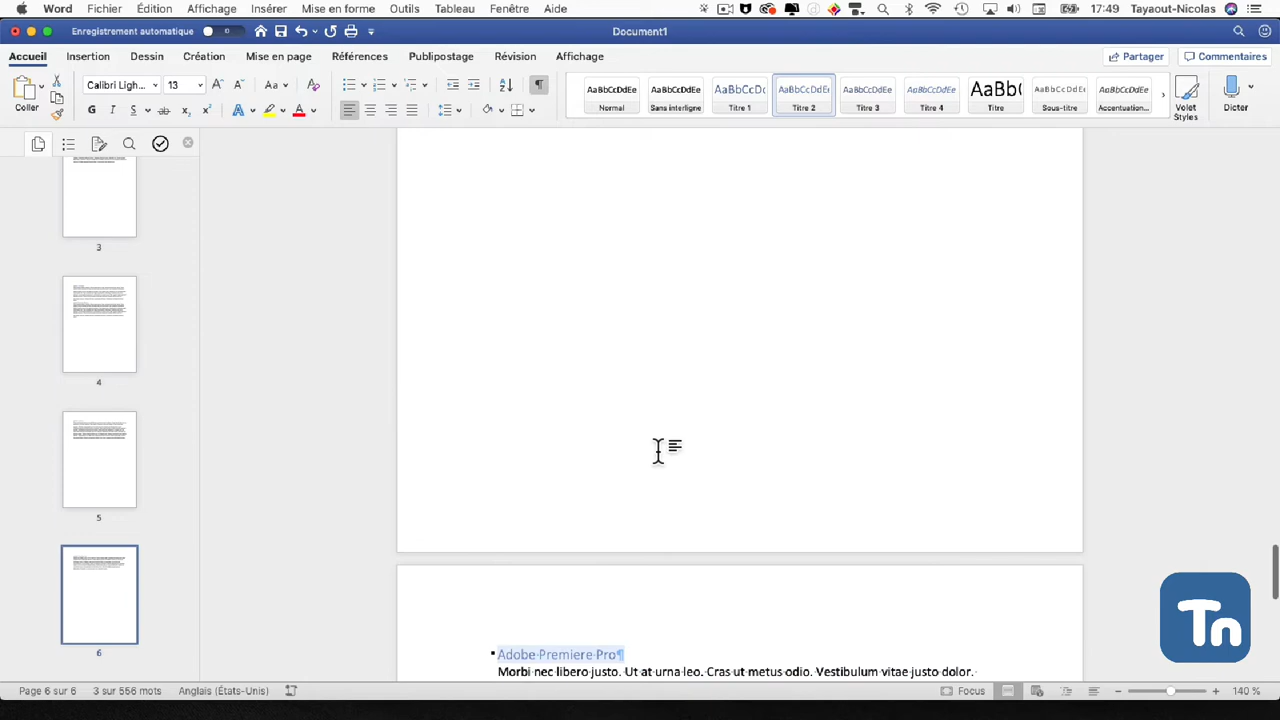 Word Fichier Édition Affichage Insérer Mise en forme Outils Tableau Fenêtre Aide 17:49 Tayaout-Nicolas
Enregistrement automatique Document1
Accueil Insertion Dessin Création Mise en page Références Publipostage Révision Affichage Partager Commentaires
Coller Calibri Ligh... 13 A A Aa A
G I S ab x₂ x² A A
AaBbCcDdEe AaBbCcDdEe AaBbCcDc AaBbCcDdEe AaBbCcDdEe AaBbCcDdEe AaBb( AaBbCcDdEe AaBbCcDdEe
Normal Sans interligne Titre 1 Titre 2 Titre 3 Titre 4 Titre Sous-titre Accentuation...
Volet Styles Dicter
3
4
5
6
Adobe·Premiere·Pro¶
Morbi·nec·libero·justo.·Ut·at·urna·leo.·Cras·ut·metus·odio.·Vestibulum·vitae·justo·dolor.·
Tn
Page 6 sur 6 3 sur 556 mots Anglais (États-Unis) Focus 140 %